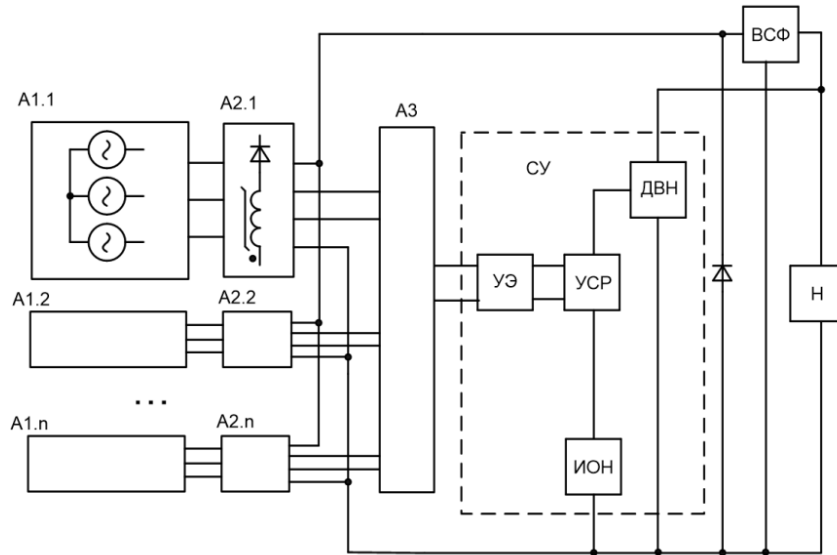 ВСФ
А1.1
А2.1
А3
СУ
ДВН
УЭ
УСР
Н
А1.2
А2.2
...
А1.n
А2.n
ИОН